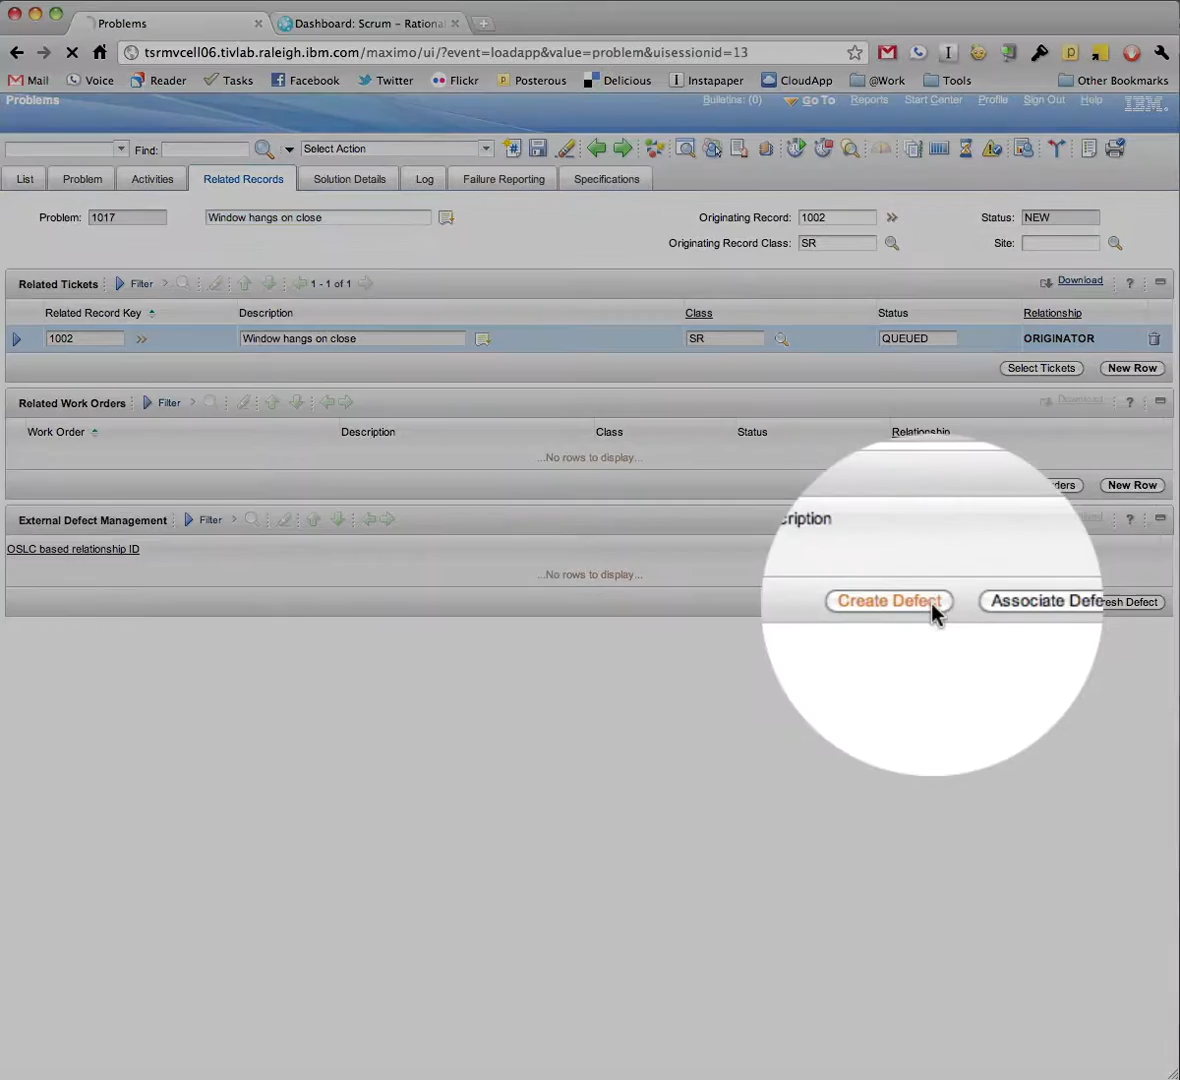 Problems
Dashboard: Scrum – Rational
tsrmvcell06.tivlab.raleigh.ibm.com/maximo/ui/?event=loadapp&value=problem&uisessionid=13
Mail Voice Reader Tasks Facebook Twitter Flickr Posterous Delicious Instapaper CloudApp @Work Tools Other Bookmarks
Problems Bulletins: (0) Go To Reports Start Center Profile Sign Out Help IBM.
Find: Select Action
List Problem Activities Related Records Solution Details Log Failure Reporting Specifications
Problem: 1017 Window hangs on close Originating Record: 1002 Status: NEW
Originating Record Class: SR Site:
Related Tickets Filter 1 - 1 of 1 Download ?
Related Record Key Description Class Status Relationship
1002 Window hangs on close SR QUEUED ORIGINATOR
Select Tickets New Row
Related Work Orders Filter Download ?
Work Order Description Class Status Relationship
...No rows to display...
ders New Row
External Defect Management Filter ?
OSLC based relationship ID cription
...No rows to display...
Create Defect Associate Defe resh Defect